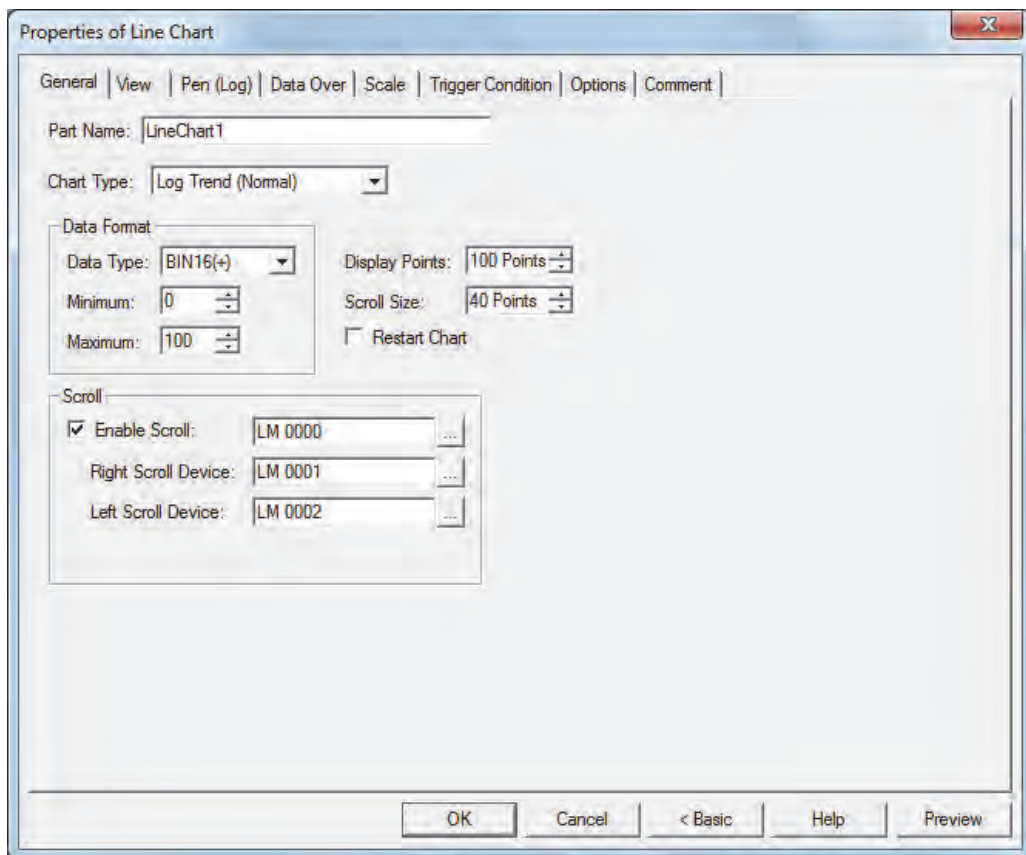 Properties of Line Chart
General View Pen (Log) Data Over Scale Trigger Condition Options Comment
Part Name: LineChart1
Chart Type: Log Trend (Normal)
Data Format
Data Type: BIN16(+)
Display Points: 100 Points
Minimum: 0
Scroll Size: 40 Points
Maximum: 100
Restart Chart
Scroll
Enable Scroll: LM 0000 ...
Right Scroll Device: LM 0001 ...
Left Scroll Device: LM 0002 ...
OK Cancel < Basic Help Preview